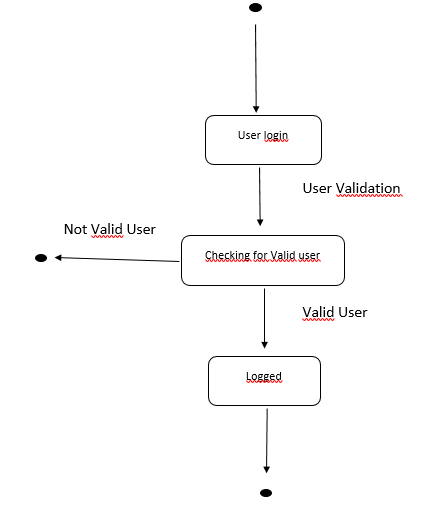 User login
User Validation
Not Valid User
Checking for Valid user
Valid User
Logged